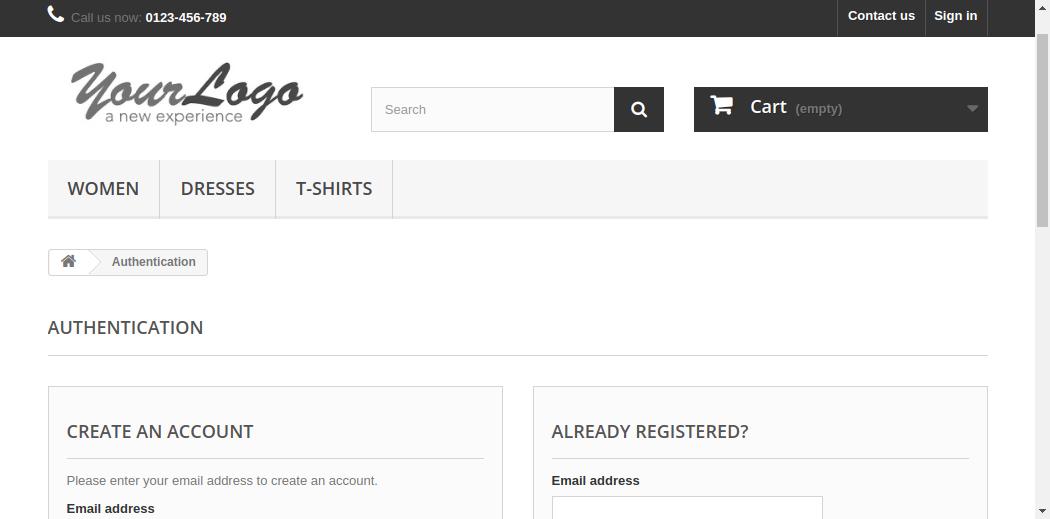 Call us now: 0123-456-789
Contact us
Sign in
YourLogo
a new experience
Search
Cart (empty)
WOMEN
DRESSES
T-SHIRTS
Authentication
AUTHENTICATION
CREATE AN ACCOUNT
Please enter your email address to create an account.
Email address
ALREADY REGISTERED?
Email address